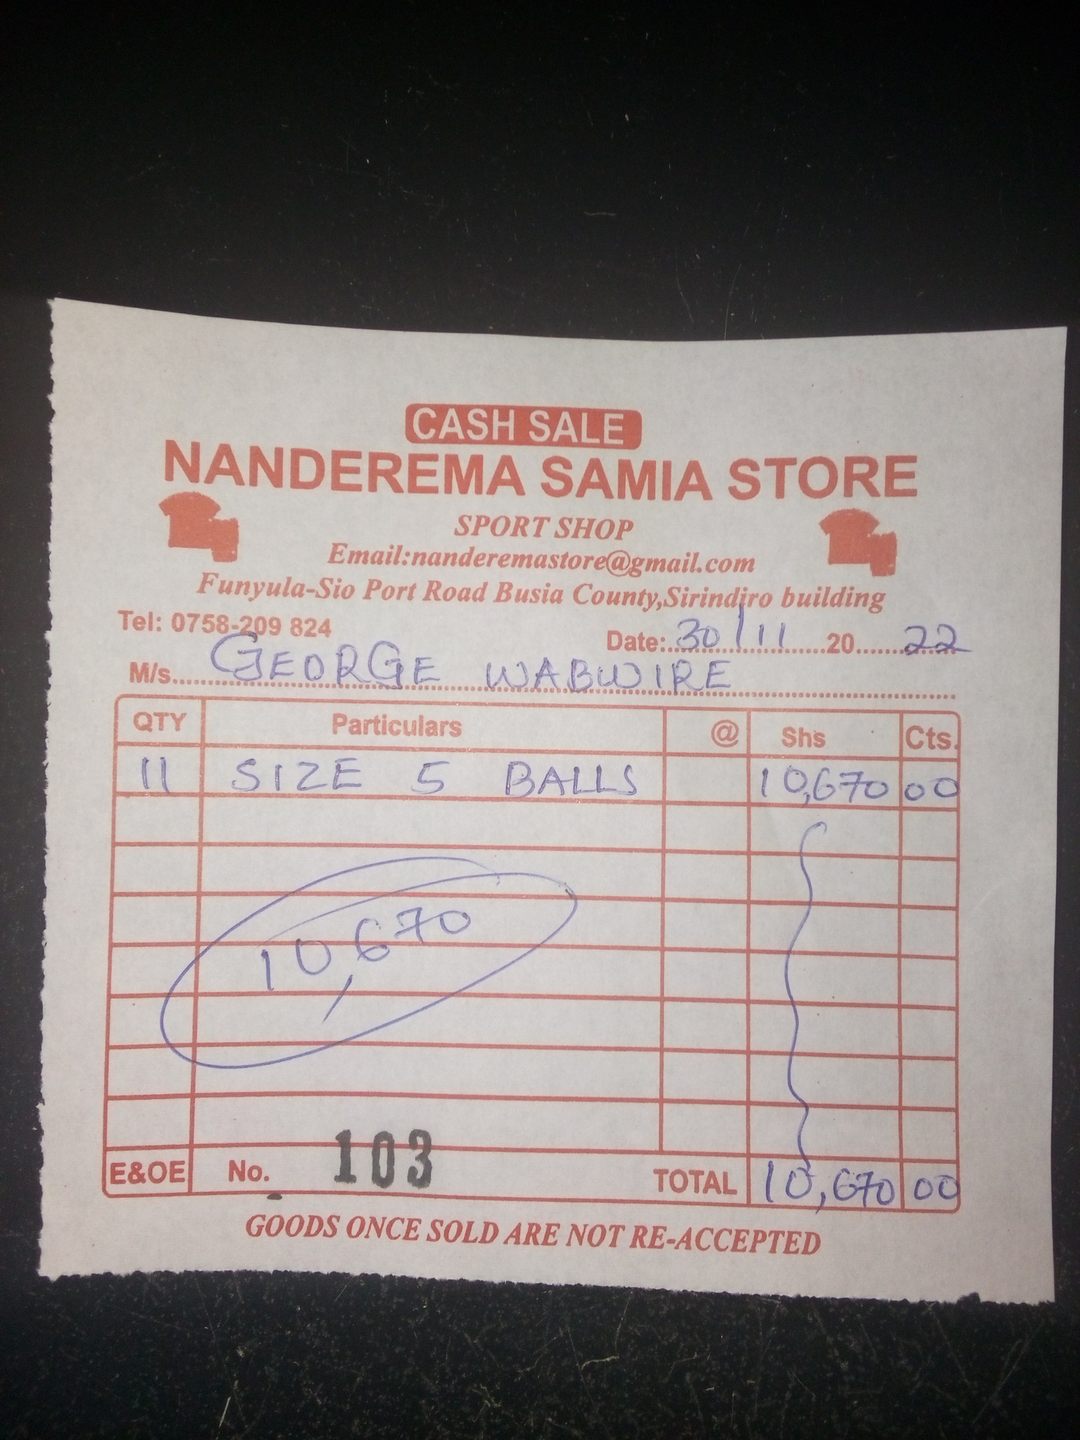 CASH SALE
NANDEREMA SAMIA STORE
SPORT SHOP
Email:nanderemastore@gmail.com
Funyula-Sio Port Road Busia County,Sirindiro building
Tel: 0758-209 824
Date:..30/11......20......22
M/s....GEORGE WABWIRE
QTY Particulars @ Shs Cts.
11 SIZE 5 BALLS 10,670 00
10,670
E&OE No. 103 TOTAL 10,670 00
GOODS ONCE SOLD ARE NOT RE-ACCEPTED